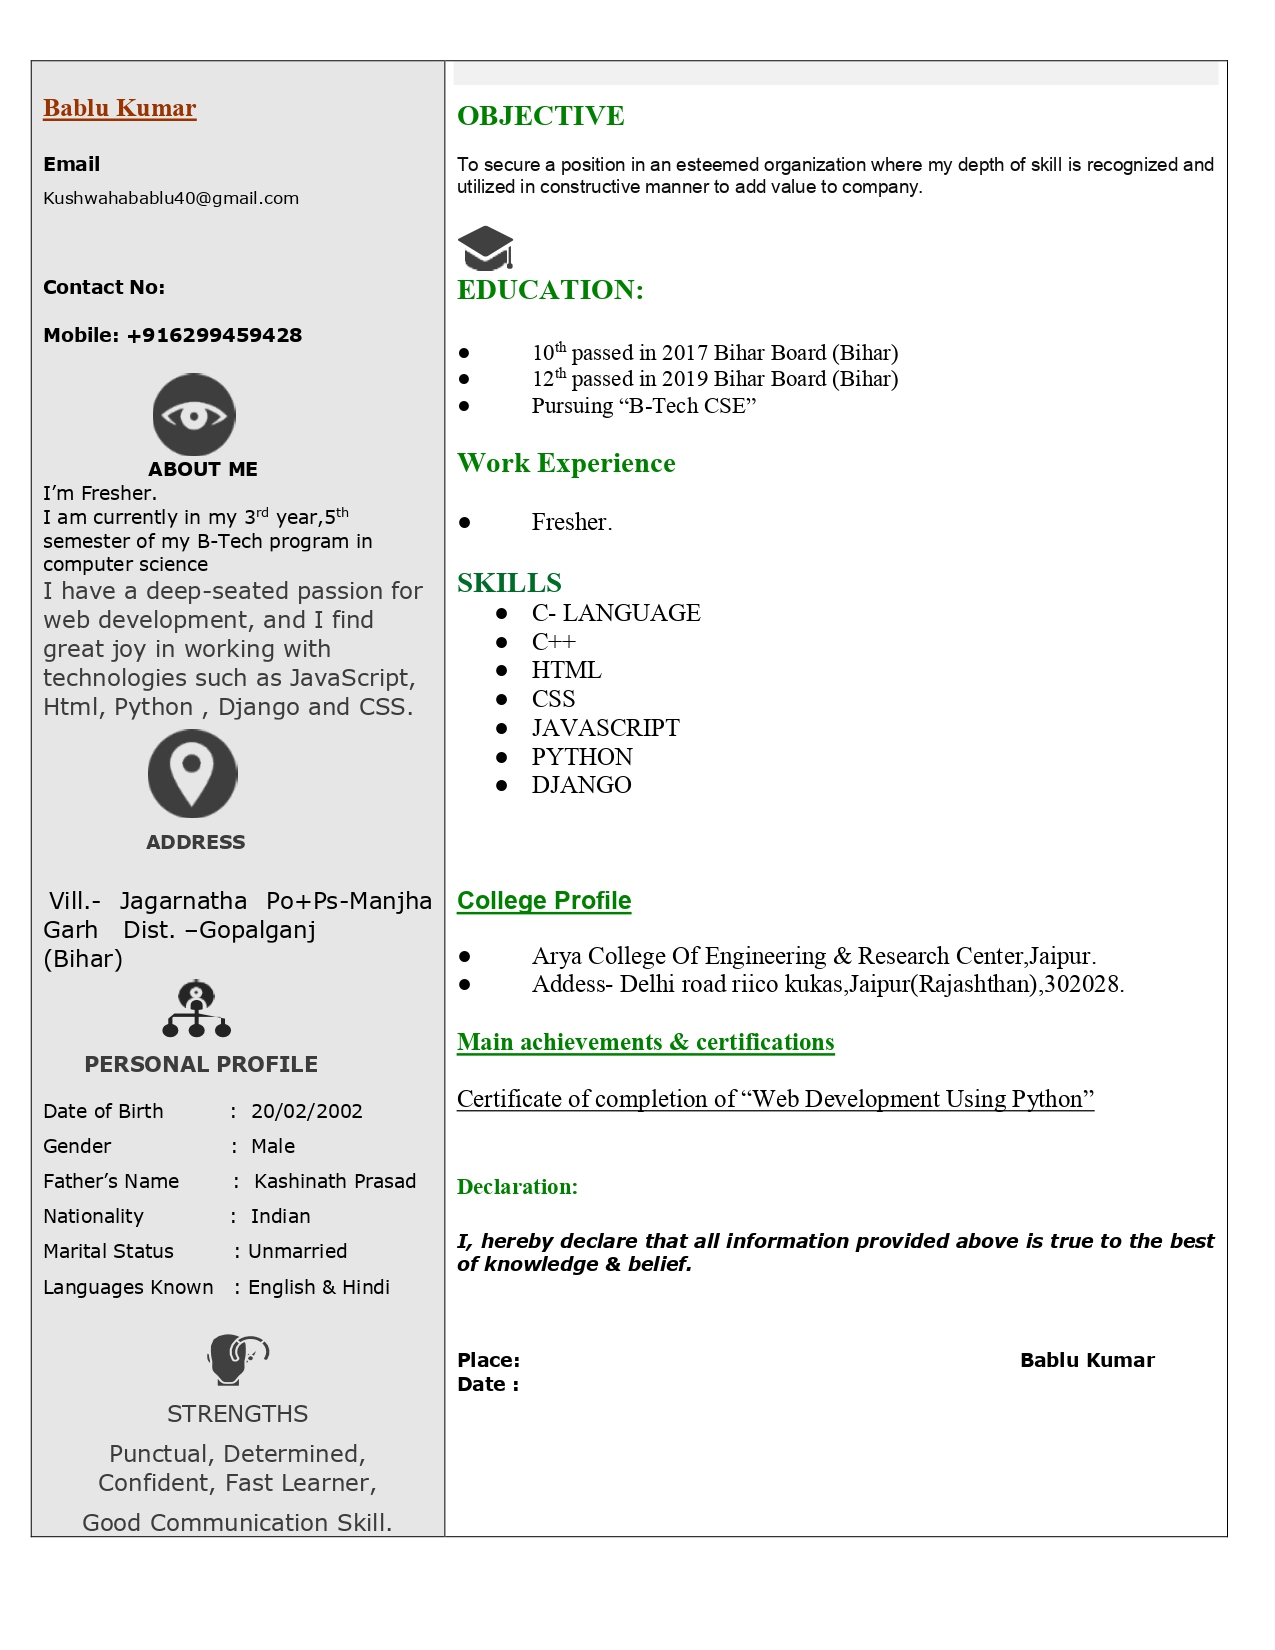 Bablu Kumar
Email
Kushwahabablu40@gmail.com
Contact No:
Mobile: +916299459428
ABOUT ME
I’m Fresher.
I am currently in my 3rd year,5th
semester of my B-Tech program in
computer science
I have a deep-seated passion for
web development, and I find
great joy in working with
technologies such as JavaScript,
Html, Python , Django and CSS.
ADDRESS
Vill.- Jagarnatha Po+Ps-Manjha
Garh Dist. –Gopalganj
(Bihar)
PERSONAL PROFILE
Date of Birth : 20/02/2002
Gender : Male
Father’s Name : Kashinath Prasad
Nationality : Indian
Marital Status : Unmarried
Languages Known : English & Hindi
STRENGTHS
Punctual, Determined,
Confident, Fast Learner,
Good Communication Skill.
OBJECTIVE
To secure a position in an esteemed organization where my depth of skill is recognized and
utilized in constructive manner to add value to company.
EDUCATION:
● 10th passed in 2017 Bihar Board (Bihar)
● 12th passed in 2019 Bihar Board (Bihar)
● Pursuing “B-Tech CSE”
Work Experience
● Fresher.
SKILLS
● C- LANGUAGE
● C++
● HTML
● CSS
● JAVASCRIPT
● PYTHON
● DJANGO
College Profile
● Arya College Of Engineering & Research Center,Jaipur.
● Addess- Delhi road riico kukas,Jaipur(Rajashthan),302028.
Main achievements & certifications
Certificate of completion of “Web Development Using Python”
Declaration:
I, hereby declare that all information provided above is true to the best
of knowledge & belief.
Place: Bablu Kumar
Date :